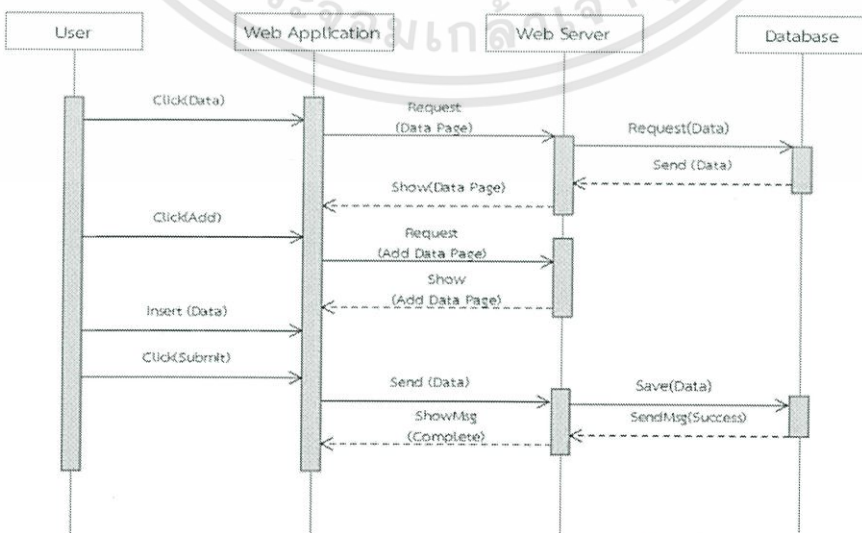 User
Web Application
Web Server
Database
Click(Data)
Request
(Data Page)
Request(Data)
Send (Data)
Show(Data Page)
Click(Add)
Request
(Add Data Page)
Show
(Add Data Page)
Insert (Data)
Click(Submit)
Send (Data)
Save(Data)
ShowMsg
(Complete)
SendMsg(Success)